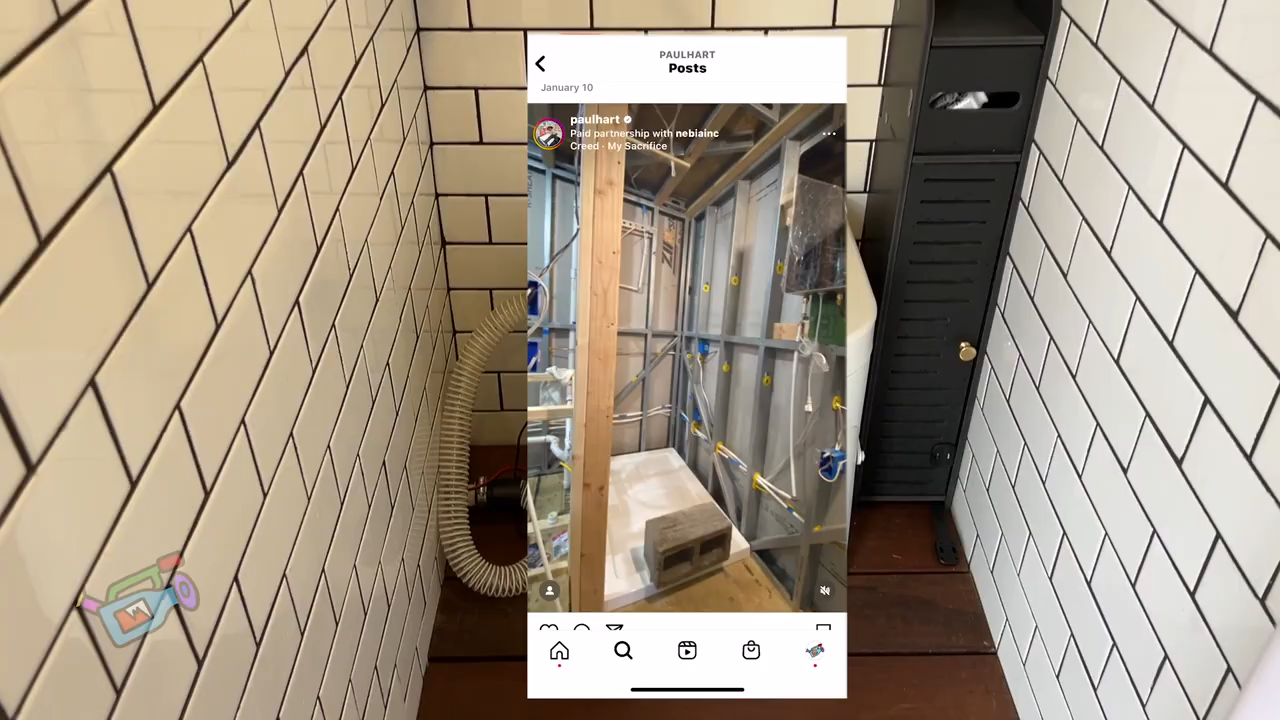 PAULHART
Posts
January 10
paulhart
Paid partnership with nebiainc
Creed · My Sacrifice